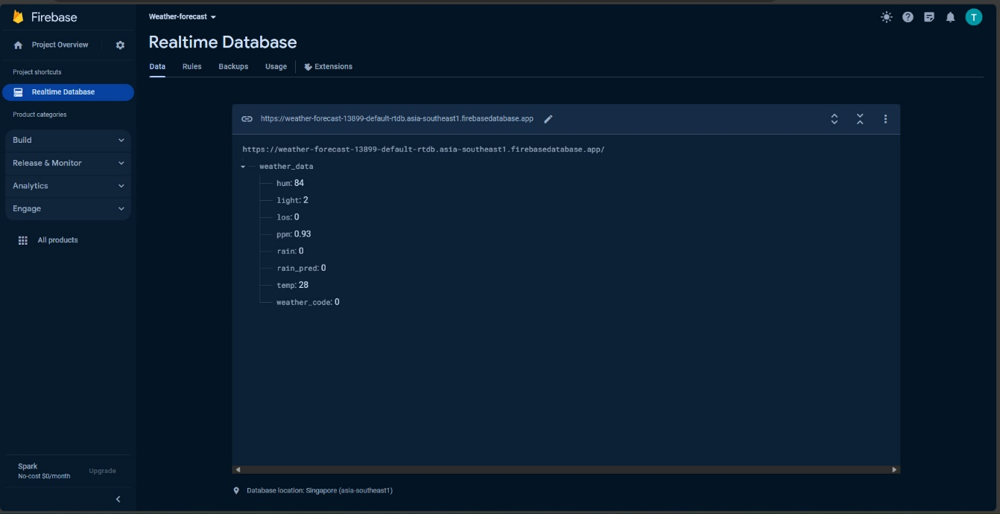 Firebase
Project Overview
Project shortcuts
Realtime Database
Product categories
Build
Release & Monitor
Analytics
Engage
All products
Spark
No-cost $0/month
Upgrade
Weather-forecast
T
Realtime Database
Data Rules Backups Usage Extensions
https://weather-forecast-13899-default-rtdb.asia-southeast1.firebasedatabase.app
https://weather-forecast-13899-default-rtdb.asia-southeast1.firebasedatabase.app/
weather_data
hum: 84
light: 2
los: 0
ppm: 0.93
rain: 0
rain_pred: 0
temp: 28
weather_code: 0
Database location: Singapore (asia-southeast1)